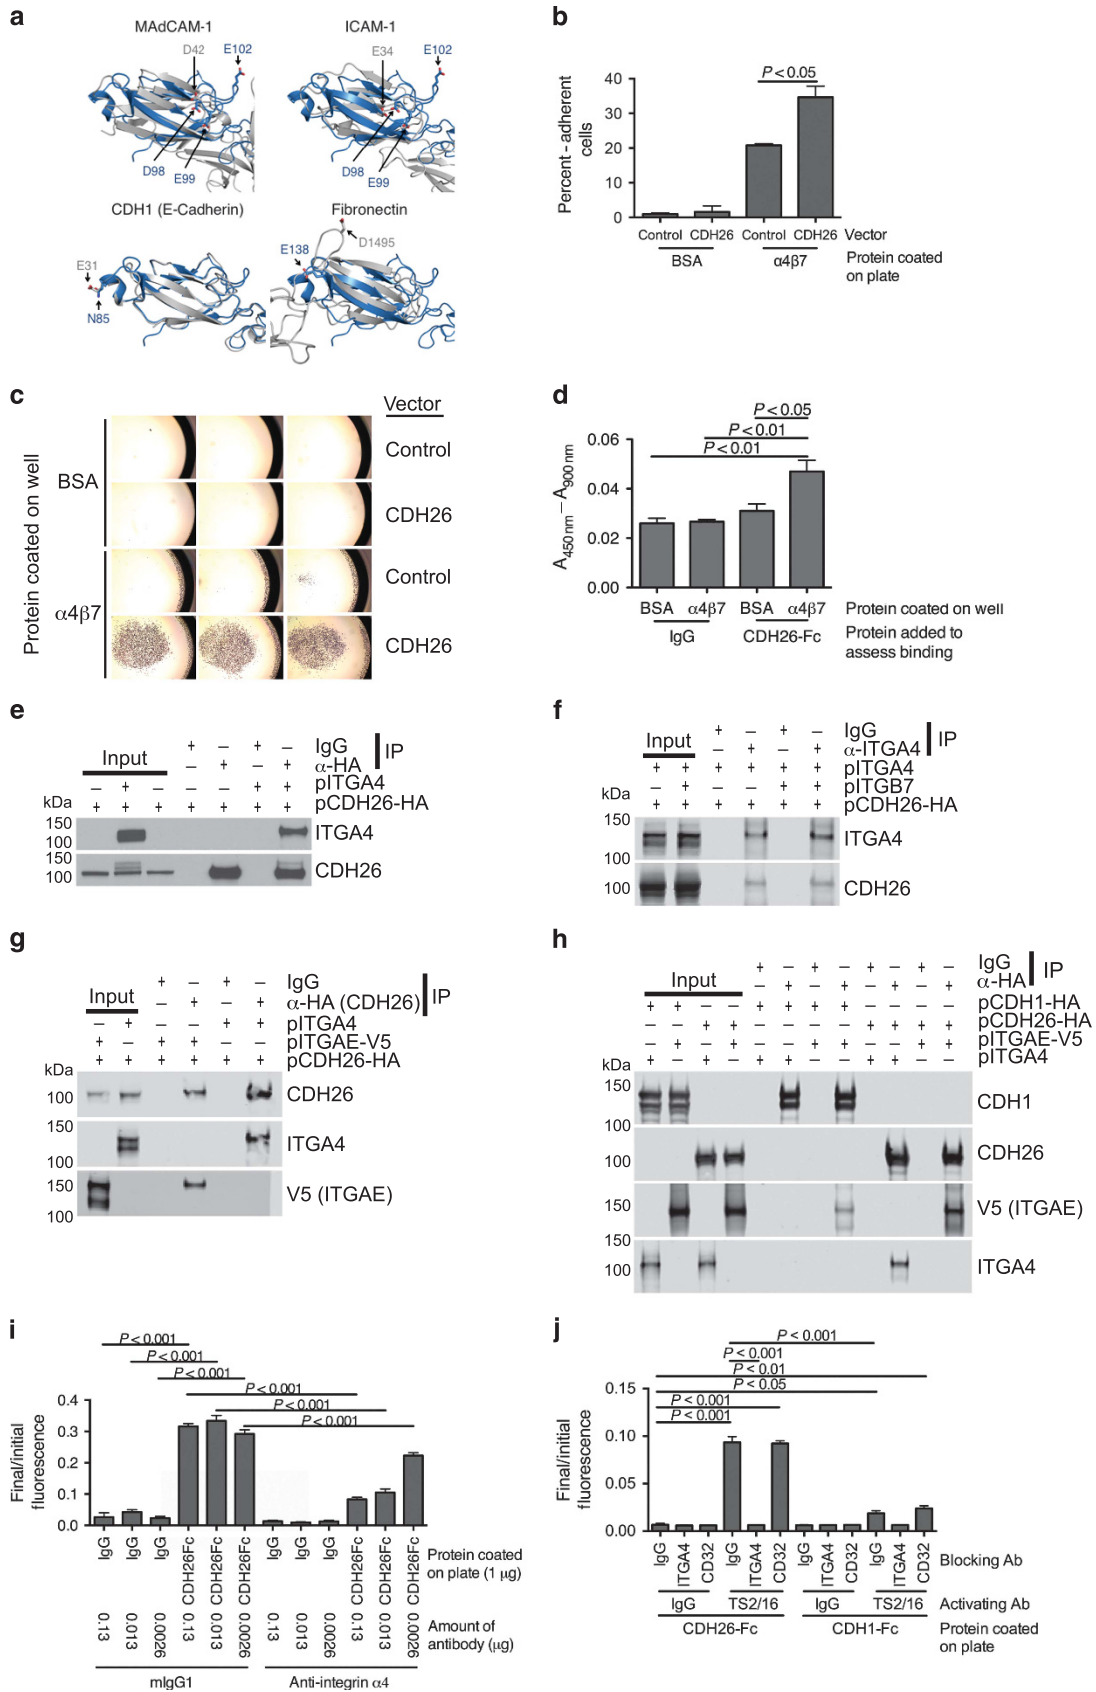 a
MAdCAM-1
ICAM-1
D42
E102
E34
E102
D98
E99
D98
E99
CDH1 (E-Cadherin)
Fibronectin
E31
N85
E138
D1495
b
Percent - adherent
cells
40
30
20
10
0
P < 0.05
Control CDH26 Control CDH26 Vector
BSA α4β7 Protein coated
on plate
c
Vector
Protein coated on well
BSA
α4β7
Control
CDH26
Control
CDH26
d
P < 0.05
P < 0.01
P < 0.01
A450 nm – A900 nm
0.06
0.04
0.02
0.00
BSA α4β7 BSA α4β7 Protein coated on well
IgG CDH26-Fc Protein added to
assess binding
e
Input
+ – + – IgG
– + – + α-HA
IP
– + – – – + + pITGA4
+ + + + + + + pCDH26-HA
kDa
150
100
ITGA4
150
100
CDH26
f
Input
+ – + – IgG
– + – + α-ITGA4
IP
+ + + + + + pITGA4
– + – – + + pITGB7
+ + + + + + pCDH26-HA
kDa
150
100
ITGA4
100
CDH26
g
Input
+ – + – IgG
– + – + α-HA (CDH26)
IP
– + – – + + pITGA4
+ – + + – – pITGAE-V5
+ + + + + + pCDH26-HA
kDa
100
CDH26
150
100
ITGA4
150
100
V5 (ITGAE)
h
Input
+ – + – + – + – IgG
– + – + – + – + α-HA
IP
+ + – – + + + + – – – – pCDH1-HA
– – + + – – – – + + + + pCDH26-HA
– + – + – – + + – – + + pITGAE-V5
+ – + – + + – – + + – – pITGA4
kDa
150
100
CDH1
100
CDH26
150
V5 (ITGAE)
150
100
ITGA4
i
P < 0.001
P < 0.001
P < 0.001
P < 0.001
P < 0.001
P < 0.001
Final/initial
fluorescence
0.4
0.3
0.2
0.1
0.0
IgG IgG IgG CDH26Fc CDH26Fc CDH26Fc IgG IgG IgG CDH26Fc CDH26Fc CDH26Fc
Protein coated
on plate (1 μg)
0.13 0.013 0.0026 0.13 0.013 0.0026 0.13 0.013 0.0026 0.13 0.013 0.0026
Amount of
antibody (μg)
mIgG1 Anti-integrin α4
j
P < 0.001
P < 0.001
P < 0.01
P < 0.05
P < 0.001
P < 0.001
Final/initial
fluorescence
0.15
0.10
0.05
0.00
IgG ITGA4 CD32 IgG ITGA4 CD32 IgG ITGA4 CD32 IgG ITGA4 CD32 Blocking Ab
IgG TS2/16 IgG TS2/16 Activating Ab
CDH26-Fc CDH1-Fc Protein coated
on plate